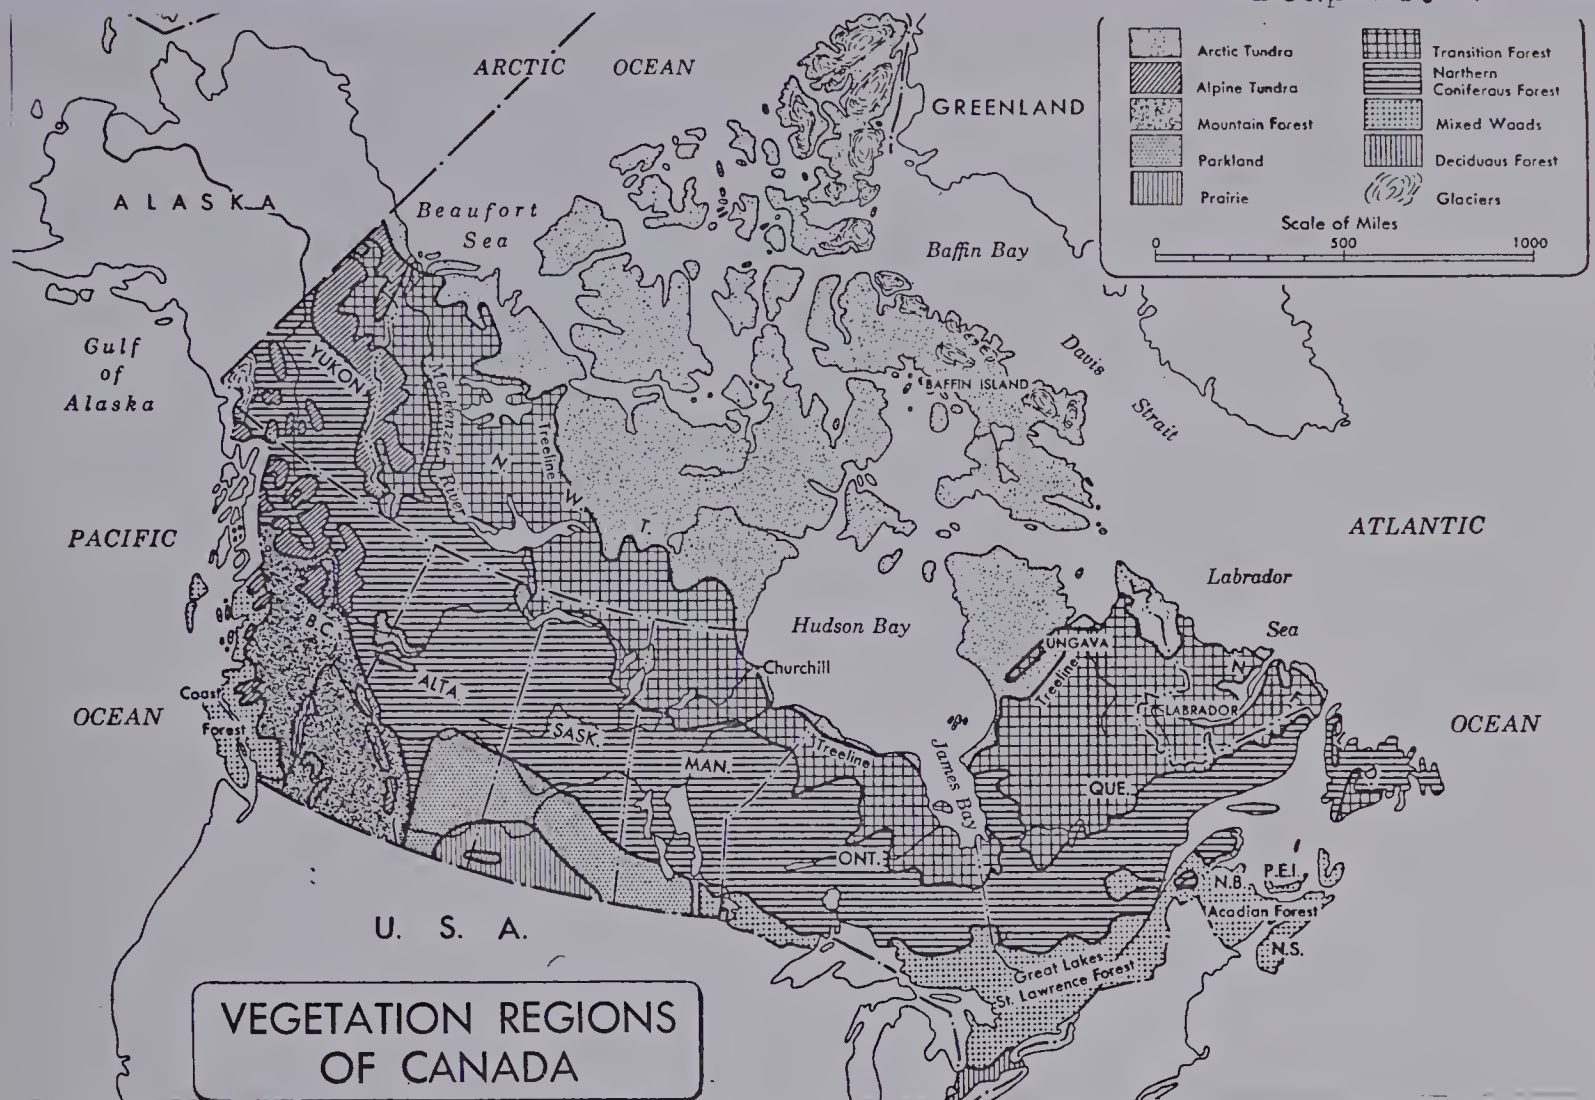 ARCTIC OCEAN
GREENLAND
Arctic Tundra
Alpine Tundra
Mountain Forest
Parkland
Prairie
Transition Forest
Northern
Coniferous Forest
Mixed Woods
Deciduous Forest
Glaciers
Scale of Miles
0 500 1000
ALASKA
Beaufort
Sea
Baffin Bay
Gulf
of
Alaska
YUKON
Mackenzie River
Treeline
N.
W.
T.
BAFFIN ISLAND
Davis
Strait
PACIFIC
OCEAN
ATLANTIC
OCEAN
Labrador
Sea
Hudson Bay
UNGAVA
Treeline
Churchill
B.C.
ALTA.
SASK.
MAN.
Treeline
James Bay
N
LABRADOR
QUE.
ONT.
Coast
Forest
N.B.
P.E.I.
Acadian Forest
N.S.
Great Lakes
St. Lawrence Forest
U. S. A.
VEGETATION REGIONS
OF CANADA